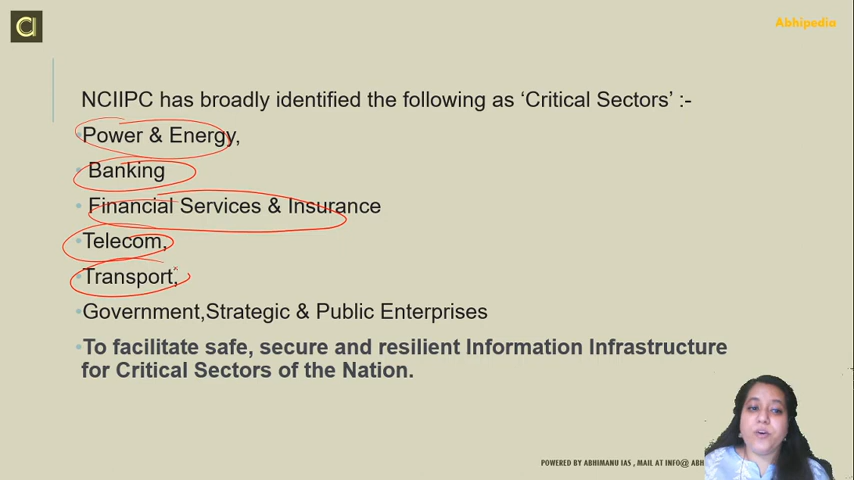 Abhipedia
NCIIPC has broadly identified the following as ‘Critical Sectors’ :-
•Power & Energy,
• Banking
• Financial Services & Insurance
•Telecom,
•Transport,
•Government,Strategic & Public Enterprises
•To facilitate safe, secure and resilient Information Infrastructure
for Critical Sectors of the Nation.
POWERED BY ABHIMANU IAS , MAIL AT INFO@ ABH